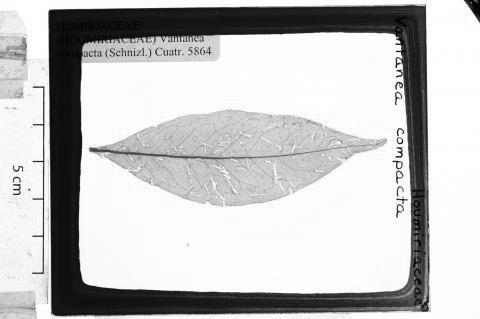 HUMIRIACEAE
(HOUMIRIACEAE) Vantanea
compacta (Schnizl.) Cuatr. 5864
Vantanea compacta
Houmiriaceae
5 cm